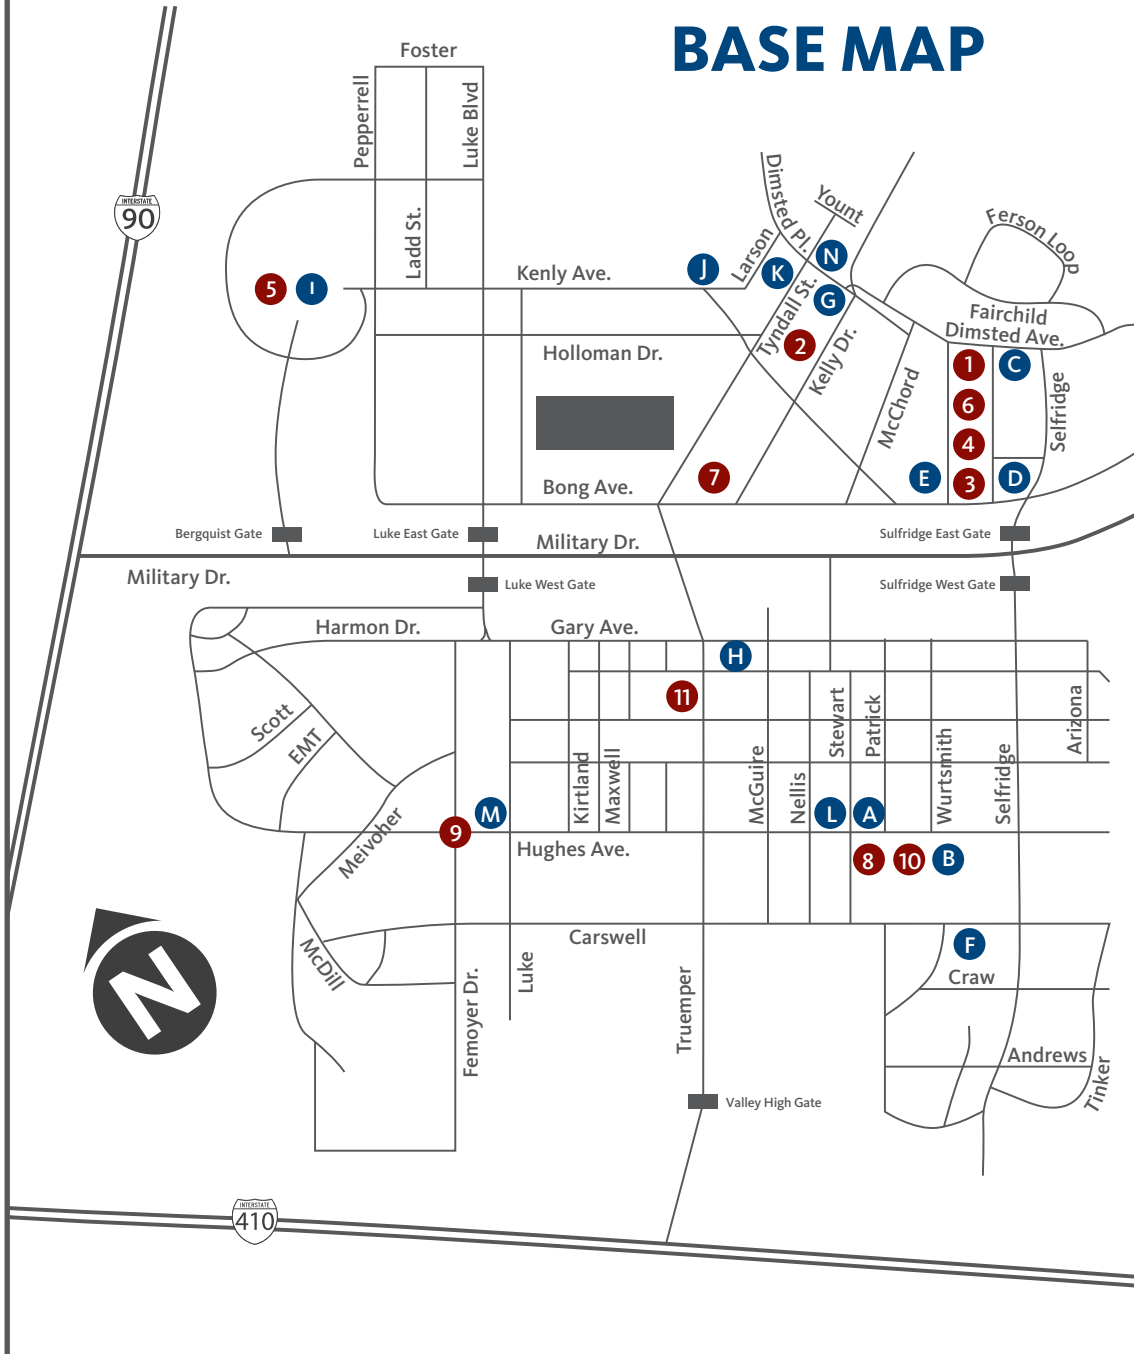 BASE MAP
Foster
Pepperrell
Luke Blvd
Ladd St.
INTERSTATE
90
Dimsted Pl.
Yount
Larson
Ferson Loop
Kenly Ave.
J
K
N
G
5
I
Tyndall St.
2
Kelly Dr.
Fairchild
Dimsted Ave.
Holloman Dr.
McChord
1
C
6
4
3
Selfridge
E
D
7
Bong Ave.
Bergquist Gate
Luke East Gate
Military Dr.
Sulfridge East Gate
Military Dr.
Luke West Gate
Sulfridge West Gate
Harmon Dr.
Gary Ave.
H
11
Scott
EMT
Stewart
Patrick
Arizona
Kirtland
Maxwell
McGuire
Nellis
Wurtsmith
Selfridge
M
L
A
9
Meivoher
Hughes Ave.
8
10
B
Carswell
F
McDill
Luke
Craw
N
Femoyer Dr.
Truemper
Andrews
Tinker
Valley High Gate
INTERSTATE
410